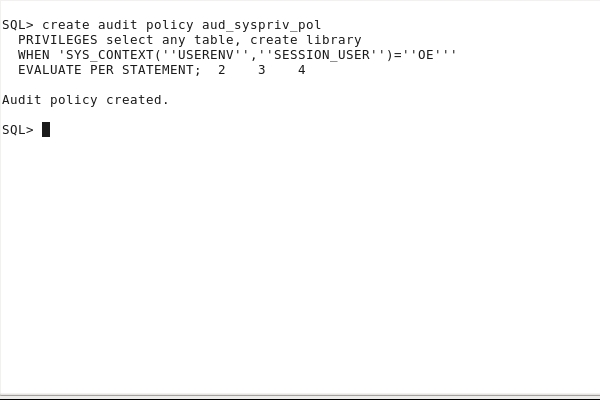 SQL> create audit policy aud_syspriv_pol
PRIVILEGES select any table, create library
WHEN 'SYS_CONTEXT(''USERENV'',''SESSION_USER'')=''OE'''
EVALUATE PER STATEMENT;  2    3    4
Audit policy created.
SQL>